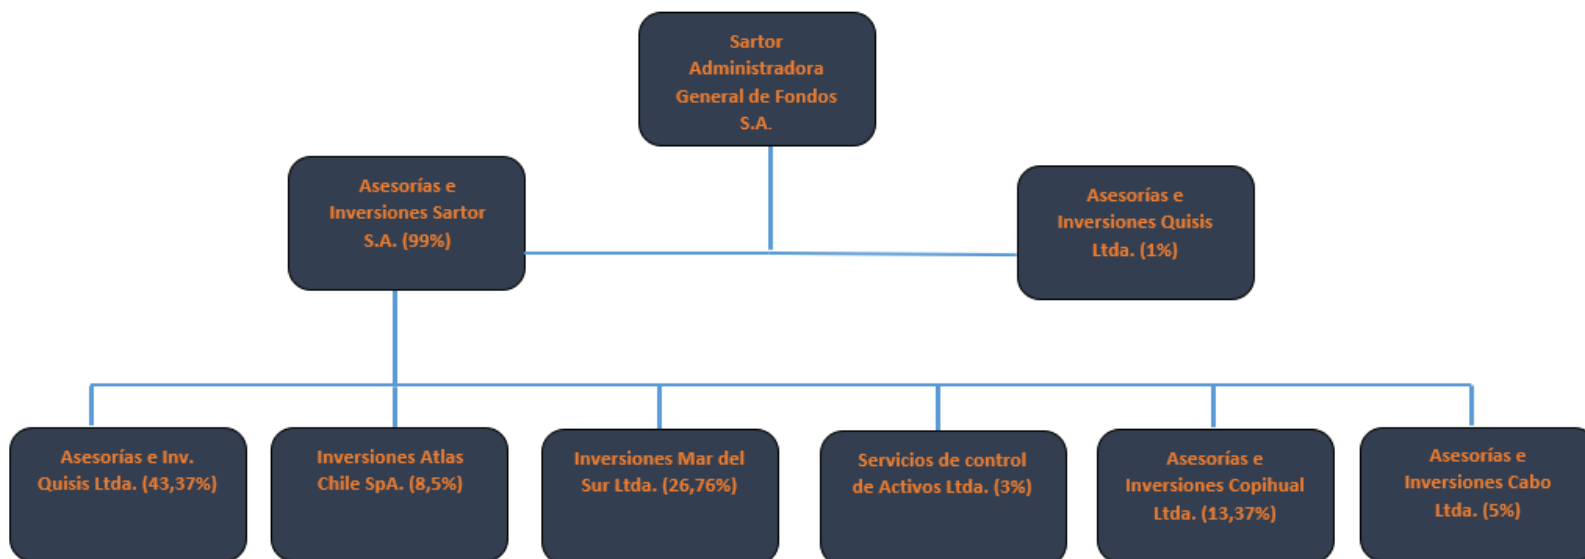 Sartor
Administradora
General de Fondos
S.A.
Asesorías e
Inversiones Sartor
S.A. (99%)
Asesorías e
Inversiones Quisis
Ltda. (1%)
Asesorías e Inv.
Quisis Ltda. (43,37%)
Inversiones Atlas
Chile SpA. (8,5%)
Inversiones Mar del
Sur Ltda. (26,76%)
Servicios de control
de Activos Ltda. (3%)
Asesorías e
Inversiones Copihual
Ltda. (13,37%)
Asesorías e
Inversiones Cabo
Ltda. (5%)